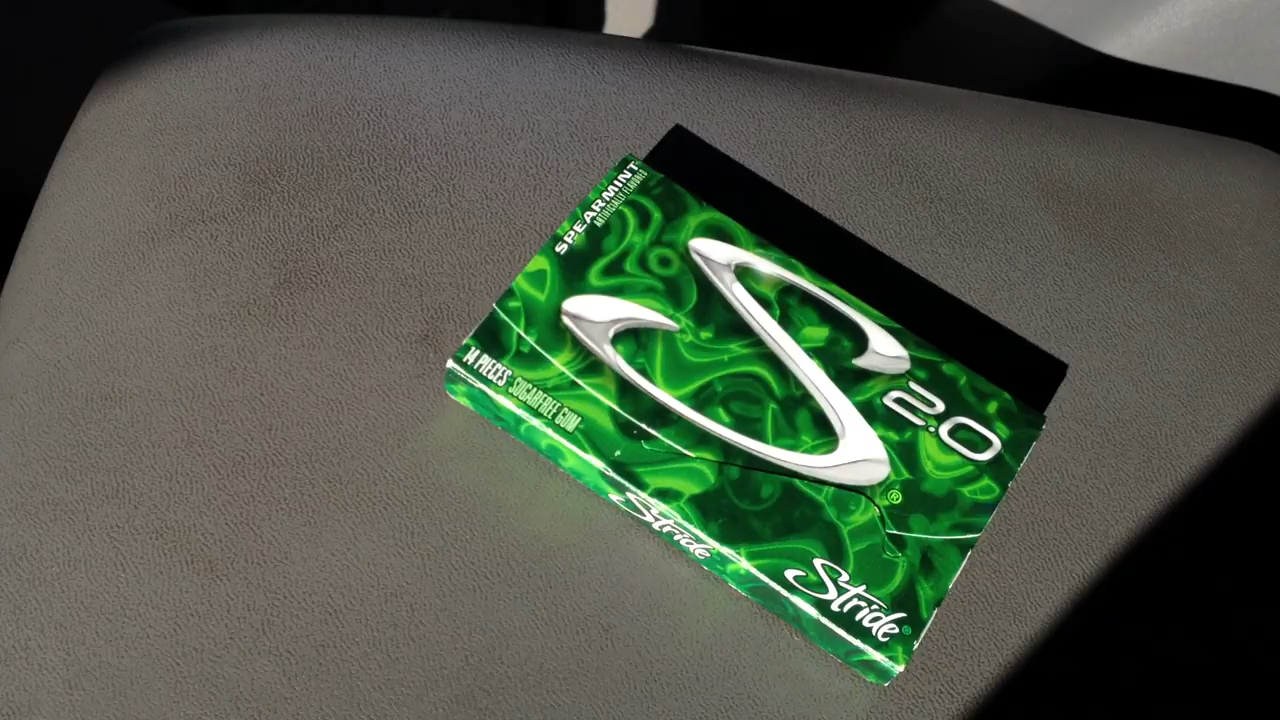 SPEARMINT
ARTIFICIALLY FLAVORED
S
2.0
®
14 PIECES SUGARFREE GUM
Stride
Stride®